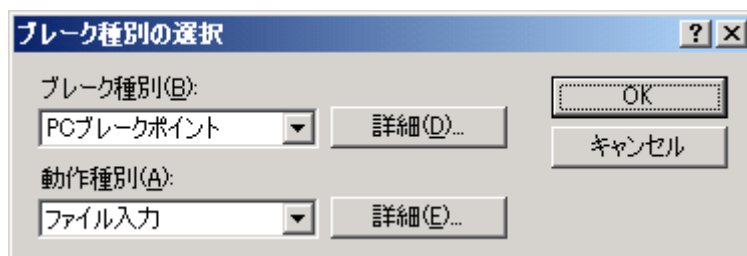 ブレーク種別の選択
ブレーク種別(B):
PCブレークポイント
詳細(D)...
OK
キャンセル
動作種別(A):
ファイル入力
詳細(E)...